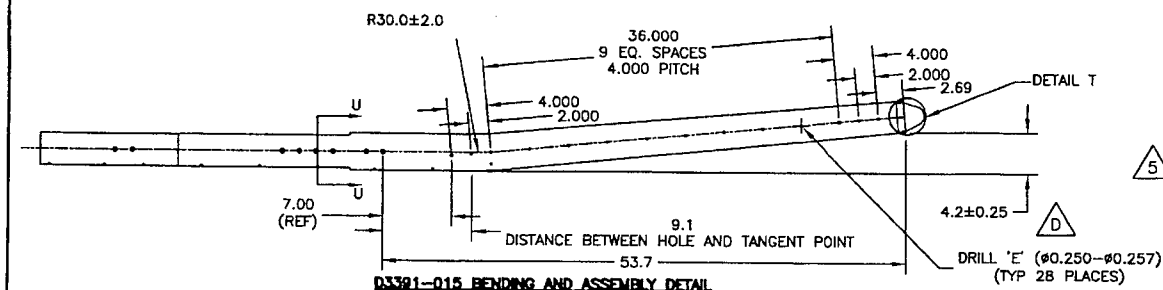 R30.0±2.0
36.000
9 EQ. SPACES
4.000 PITCH
4.000
2.000
2.69
DETAIL T
4.000
2.000
U
U
7.00
(REF)
9.1
DISTANCE BETWEEN HOLE AND TANGENT POINT
53.7
4.2±0.25
5
D
DRILL 'E' (ø0.250-ø0.257)
(TYP 28 PLACES)
D3391-015 BENDING AND ASSEMBLY DETAIL